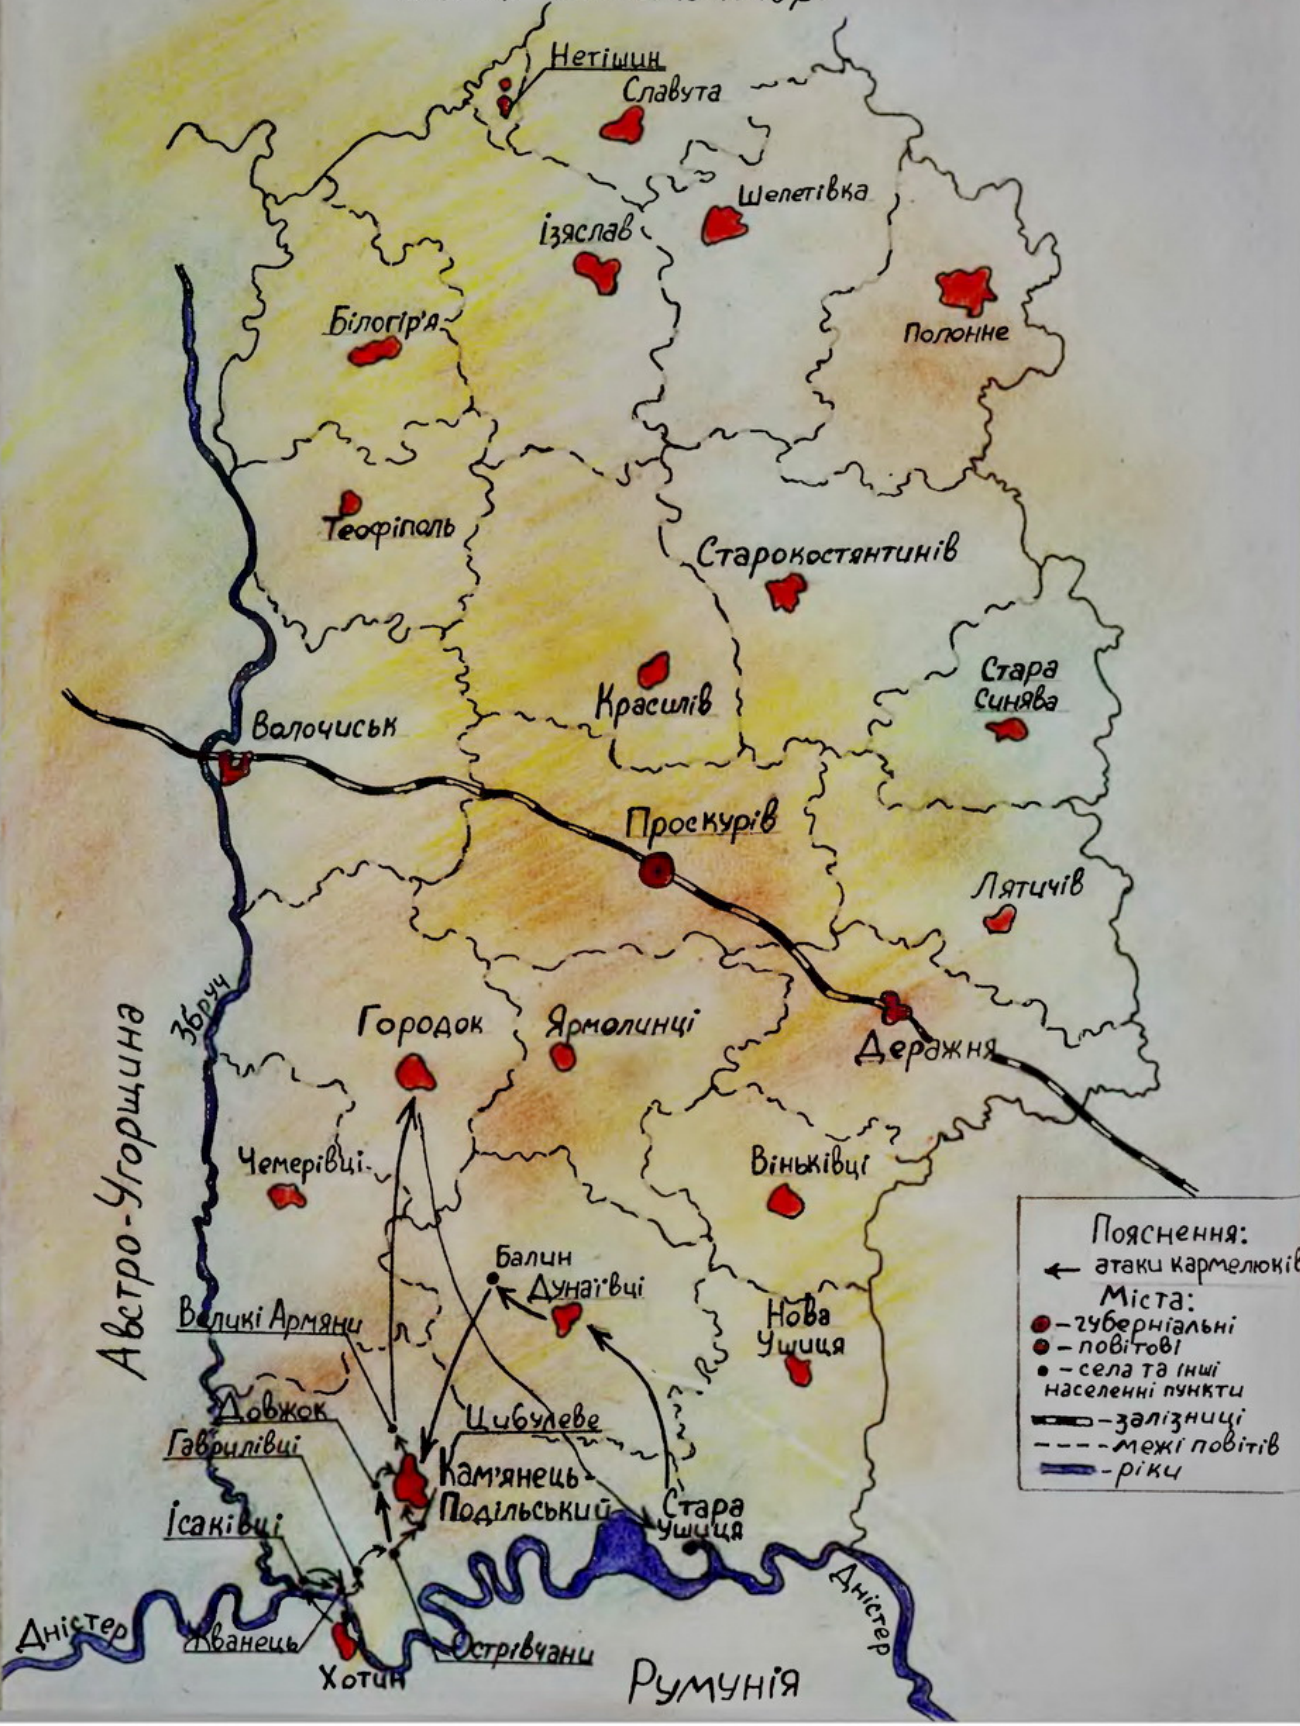 Нетішин
Славута
Шепетівка
Ізяслав
Полонне
Білогір'я
Теофіполь
Старокостянтинів
Стара
Синява
Красилів
Волочиськ
Проскурів
Лятичів
Збруч
Городок
Ярмолинці
Деражня
Австро-Угорщина
Чемерівці
Віньківці
Балин
Дунаївці
Великі Армяни
Нова
Ушиця
Довжок
Цибулеве
Гаврилівці
Кам'янець-
Подільський
Ісаківці
Стара
Ушиця
Дністер
Жванець
Острівчани
Хотин
Румунія
Дністер
Пояснення:
атаки кармелюків
Міста:
- губерніальні
- повітові
- села та інші
населенні пункти
- залізниці
- межі повітів
- ріки